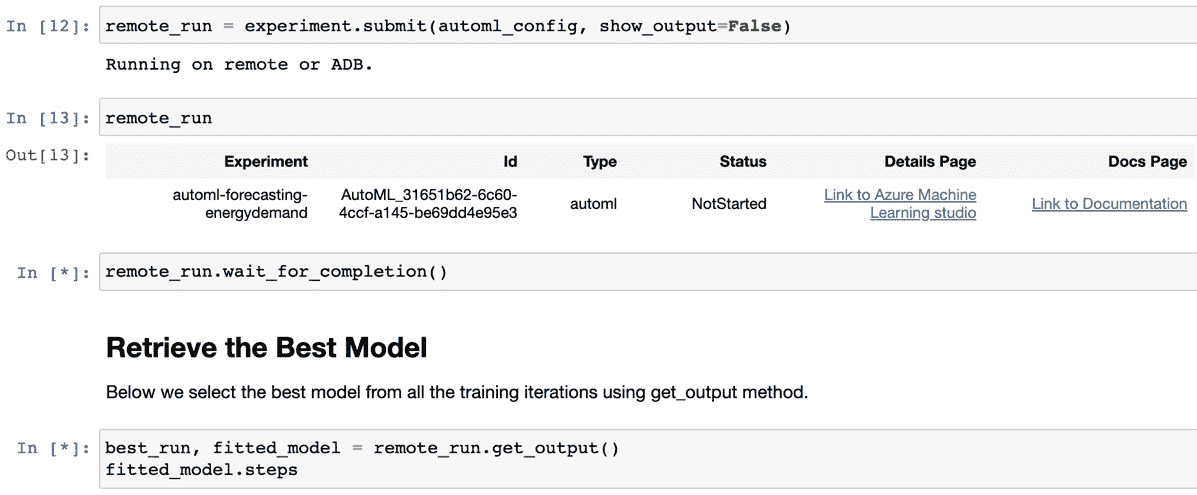 In [12]: remote_run = experiment.submit(automl_config, show_output=False)
Running on remote or ADB.
In [13]: remote_run
Out[13]:
Experiment Id Type Status Details Page Docs Page
automl-forecasting-energydemand AutoML_31651b62-6c60-4ccf-a145-be69dd4e95e3 automl NotStarted Link to Azure Machine Learning studio Link to Documentation
In [*]: remote_run.wait_for_completion()
Retrieve the Best Model
Below we select the best model from all the training iterations using get_output method.
In [*]: best_run, fitted_model = remote_run.get_output()
fitted_model.steps